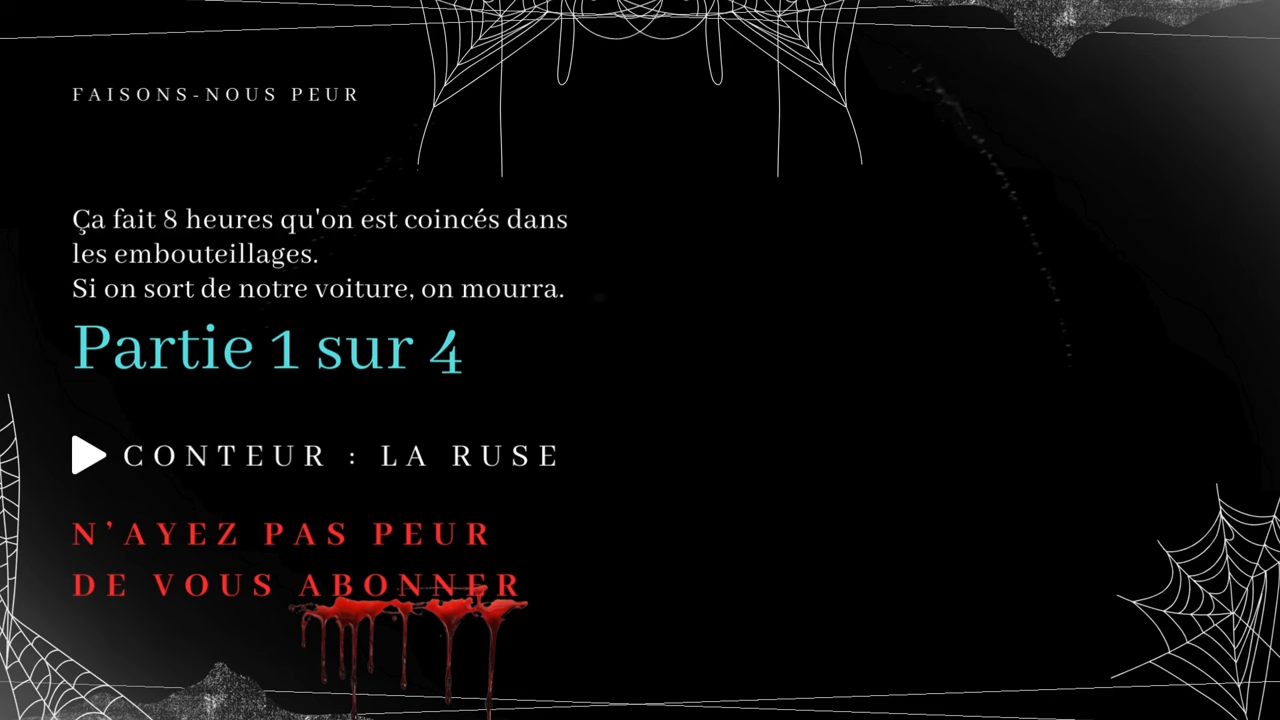 FAISONS-NOUS PEUR
Ça fait 8 heures qu'on est coincés dans
les embouteillages.
Si on sort de notre voiture, on mourra.
Partie 1 sur 4
CONTEUR : LA RUSE
N’AYEZ PAS PEUR
DE VOUS ABONNER